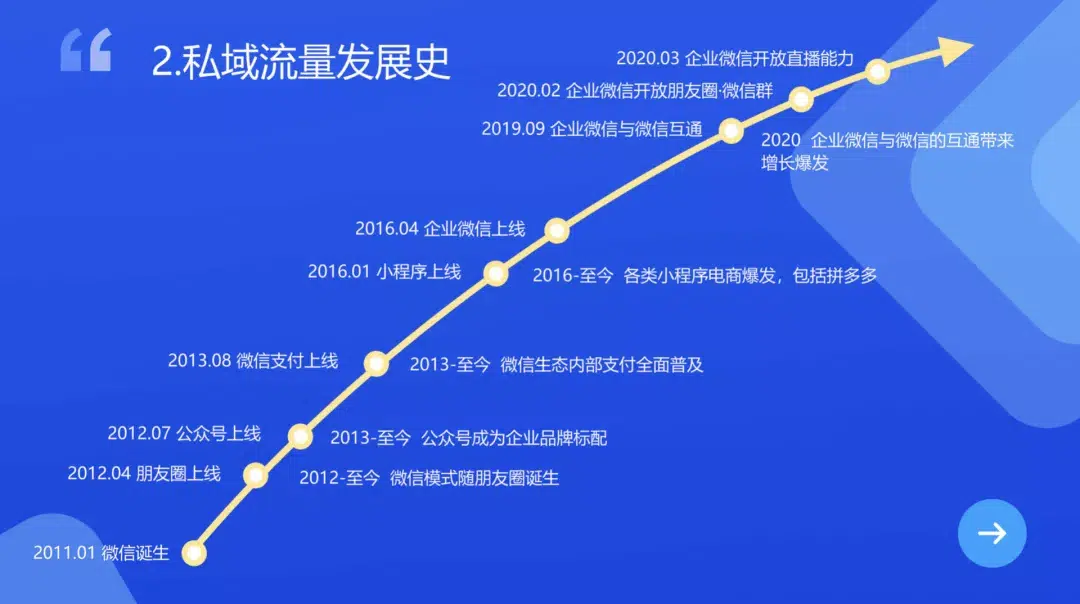 2.私域流量发展史
2020.03 企业微信开放直播能力
2020.02 企业微信开放朋友圈·微信群
2019.09 企业微信与微信互通
2020 企业微信与微信的互通带来
增长爆发
2016.04 企业微信上线
2016.01 小程序上线
2016-至今 各类小程序电商爆发，包括拼多多
2013.08 微信支付上线
2013-至今 微信生态内部支付全面普及
2012.07 公众号上线
2013-至今 公众号成为企业品牌标配
2012.04 朋友圈上线
2012-至今 微信模式随朋友圈诞生
2011.01 微信诞生